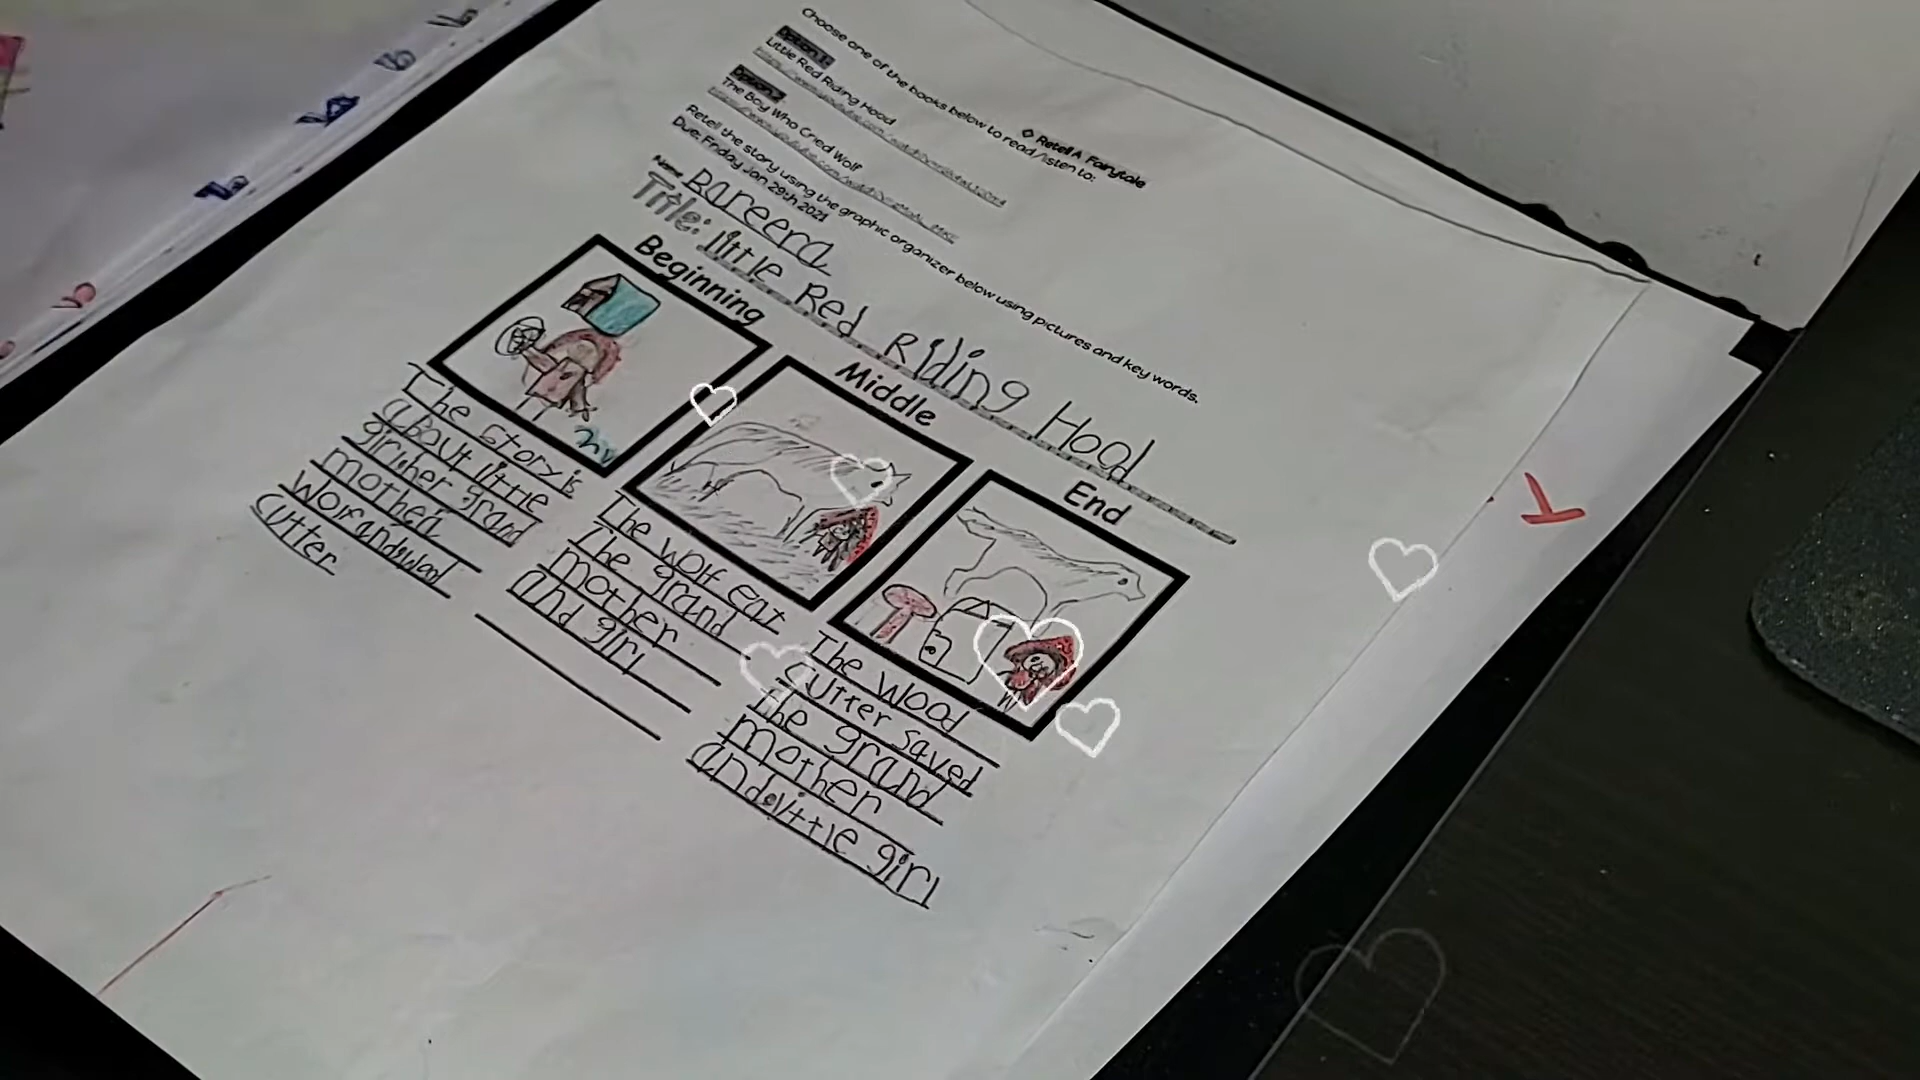 ◇ Retell A Fairytale
Choose one of the books below to read/listen to:
Option 1:
Little Red Riding Hood
Option 2
The Boy Who Cried Wolf
Retell the story using the graphic organizer below using pictures and key words.
Due: Friday Jan 29th 2021
Name Bareera
Title: little Red Riding Hood
Beginning
The story is
about little
girl.her grand
mother.
wolf and wood
cutter
Middle
The wolf eat
The grand
mother
and girl
End
The wood
cutter saved
the grand
mother
and little girl